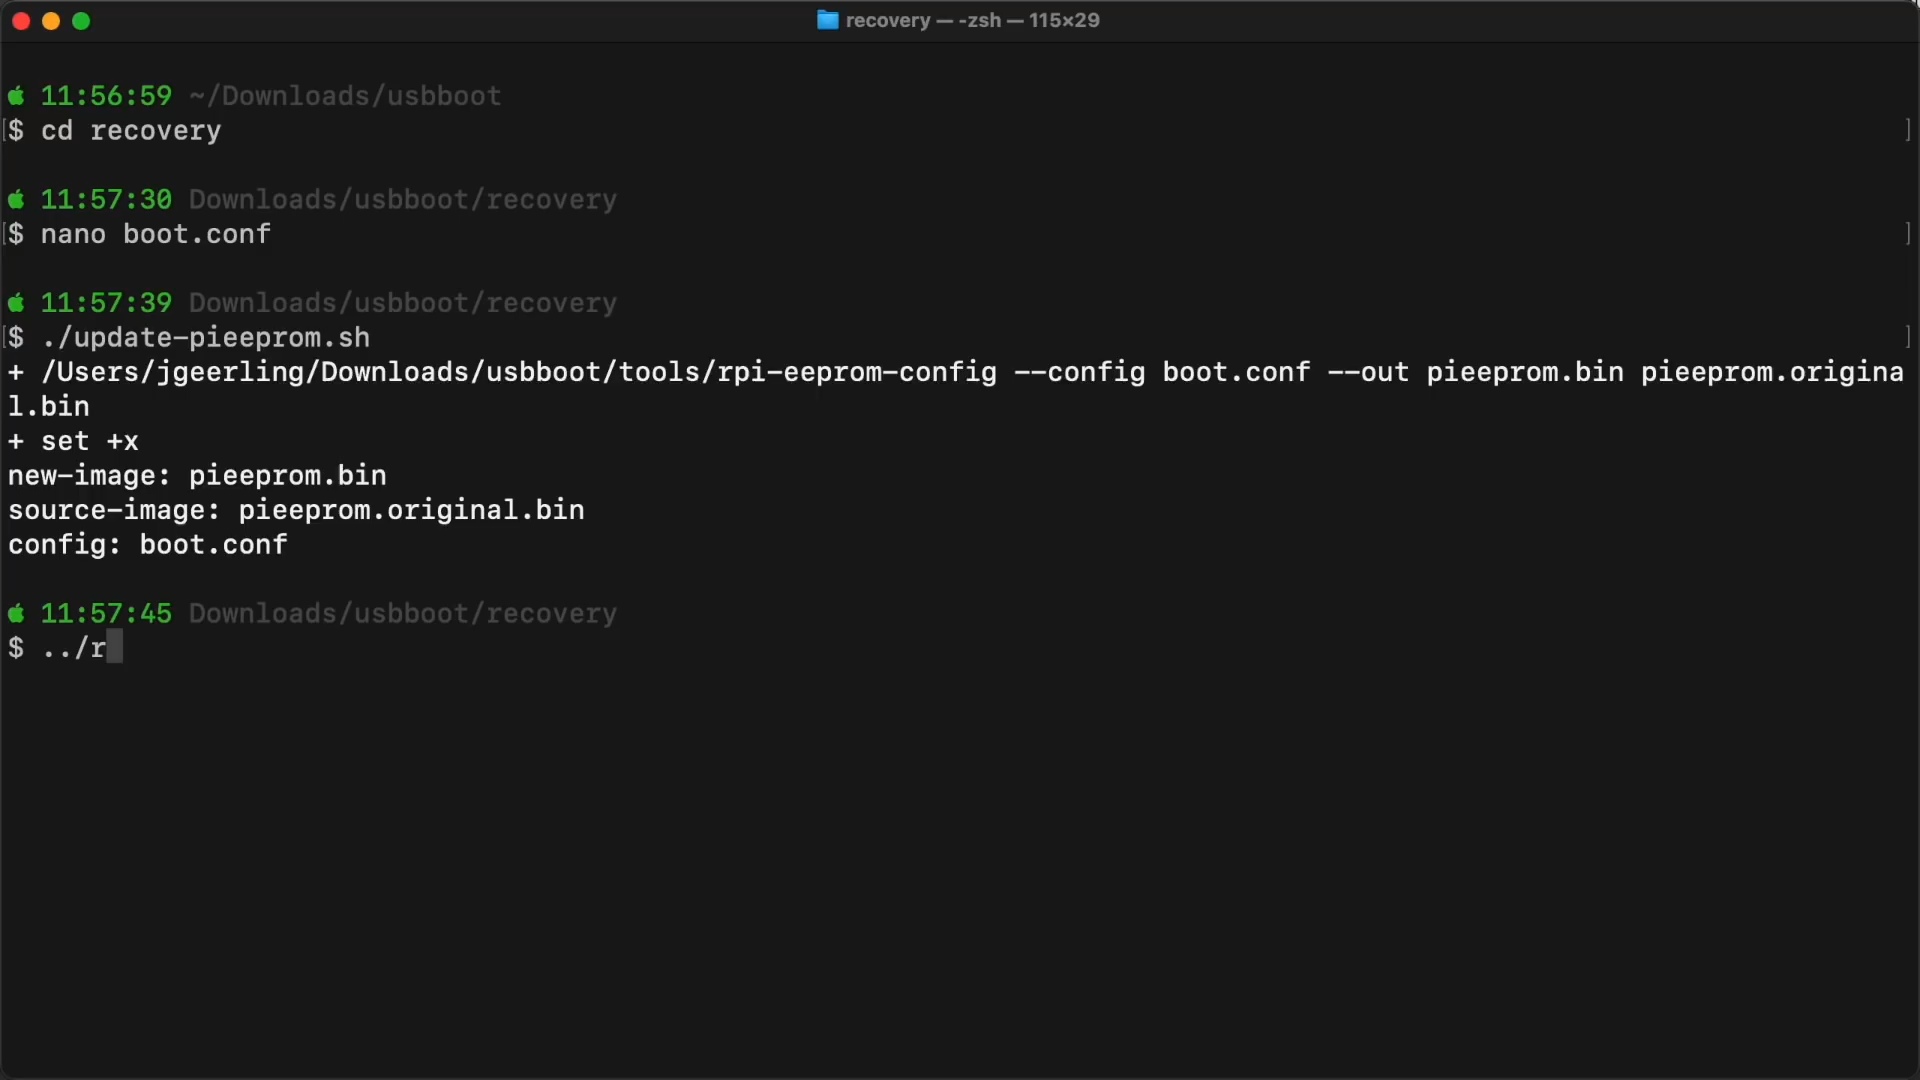 recovery — -zsh — 115×29
11:56:59 ~/Downloads/usbboot
[$ cd recovery ]
11:57:30 Downloads/usbboot/recovery
[$ nano boot.conf ]
11:57:39 Downloads/usbboot/recovery
[$ ./update-pieeprom.sh ]
+ /Users/jgeerling/Downloads/usbboot/tools/rpi-eeprom-config --config boot.conf --out pieeprom.bin pieeprom.origina
l.bin
+ set +x
new-image: pieeprom.bin
source-image: pieeprom.original.bin
config: boot.conf
11:57:45 Downloads/usbboot/recovery
$ ../r